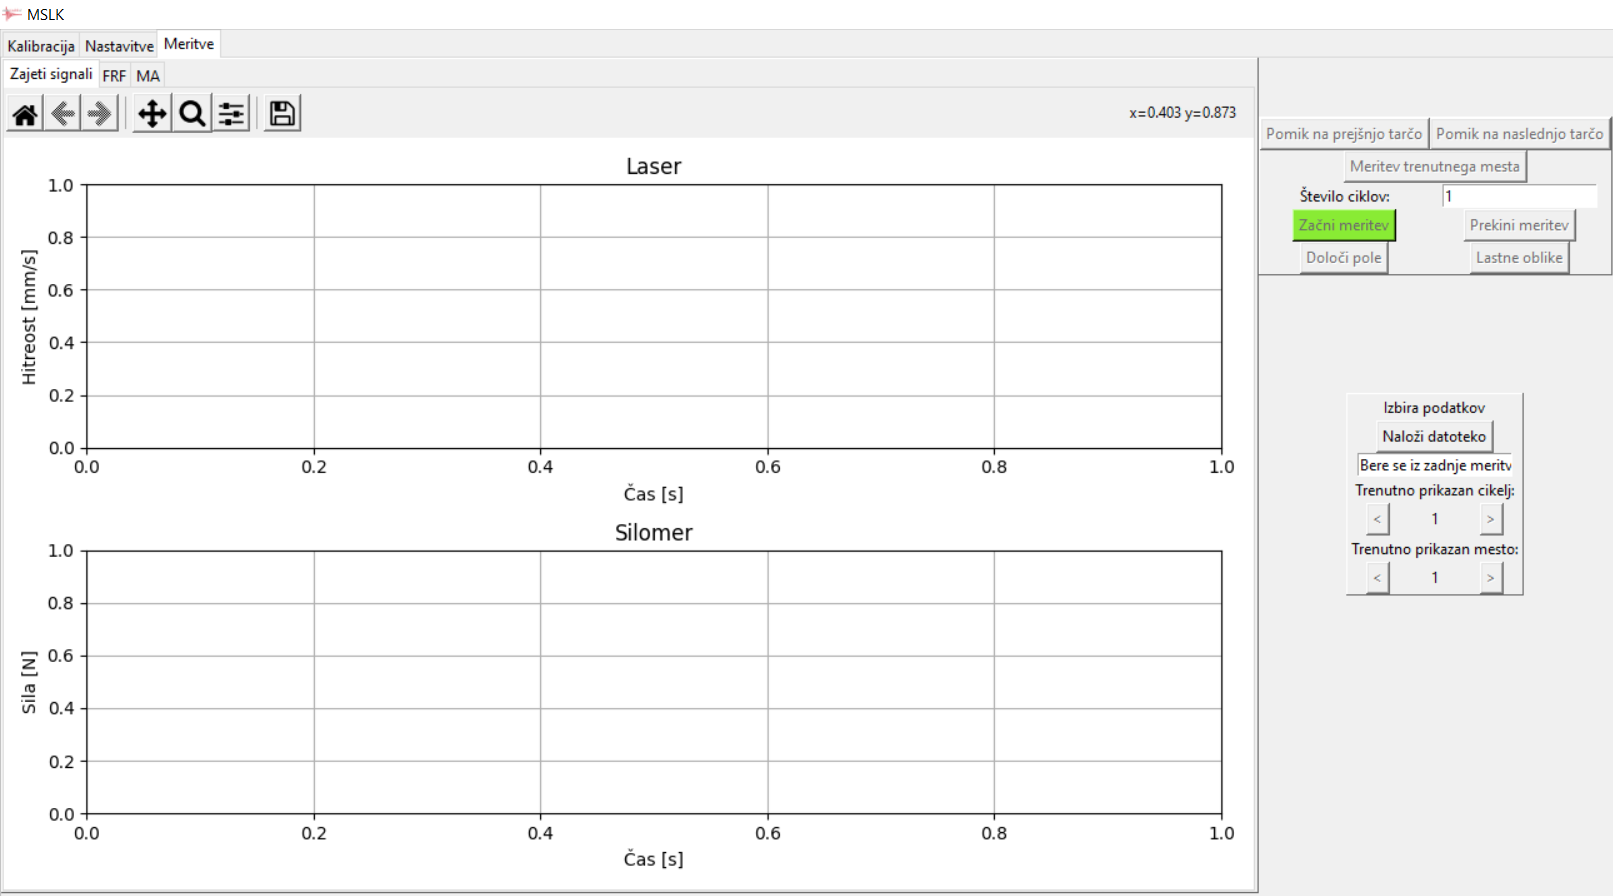 MSLK
Kalibracija Nastavitve Meritve
Zajeti signali FRF MA
x=0.403 y=0.873
Laser
1.0
0.8
0.6
0.4
0.2
0.0
Hitreost [mm/s]
0.0 0.2 0.4 0.6 0.8 1.0
Čas [s]
Silomer
1.0
0.8
0.6
0.4
0.2
0.0
Sila [N]
0.0 0.2 0.4 0.6 0.8 1.0
Čas [s]
Pomik na prejšnjo tarčo Pomik na naslednjo tarčo
Meritev trenutnega mesta
Število ciklov: 1
Začni meritev Prekini meritev
Določi pole Lastne oblike
Izbira podatkov
Naloži datoteko
Bere se iz zadnje meritv
Trenutno prikazan cikelj:
< 1 >
Trenutno prikazan mesto:
< 1 >